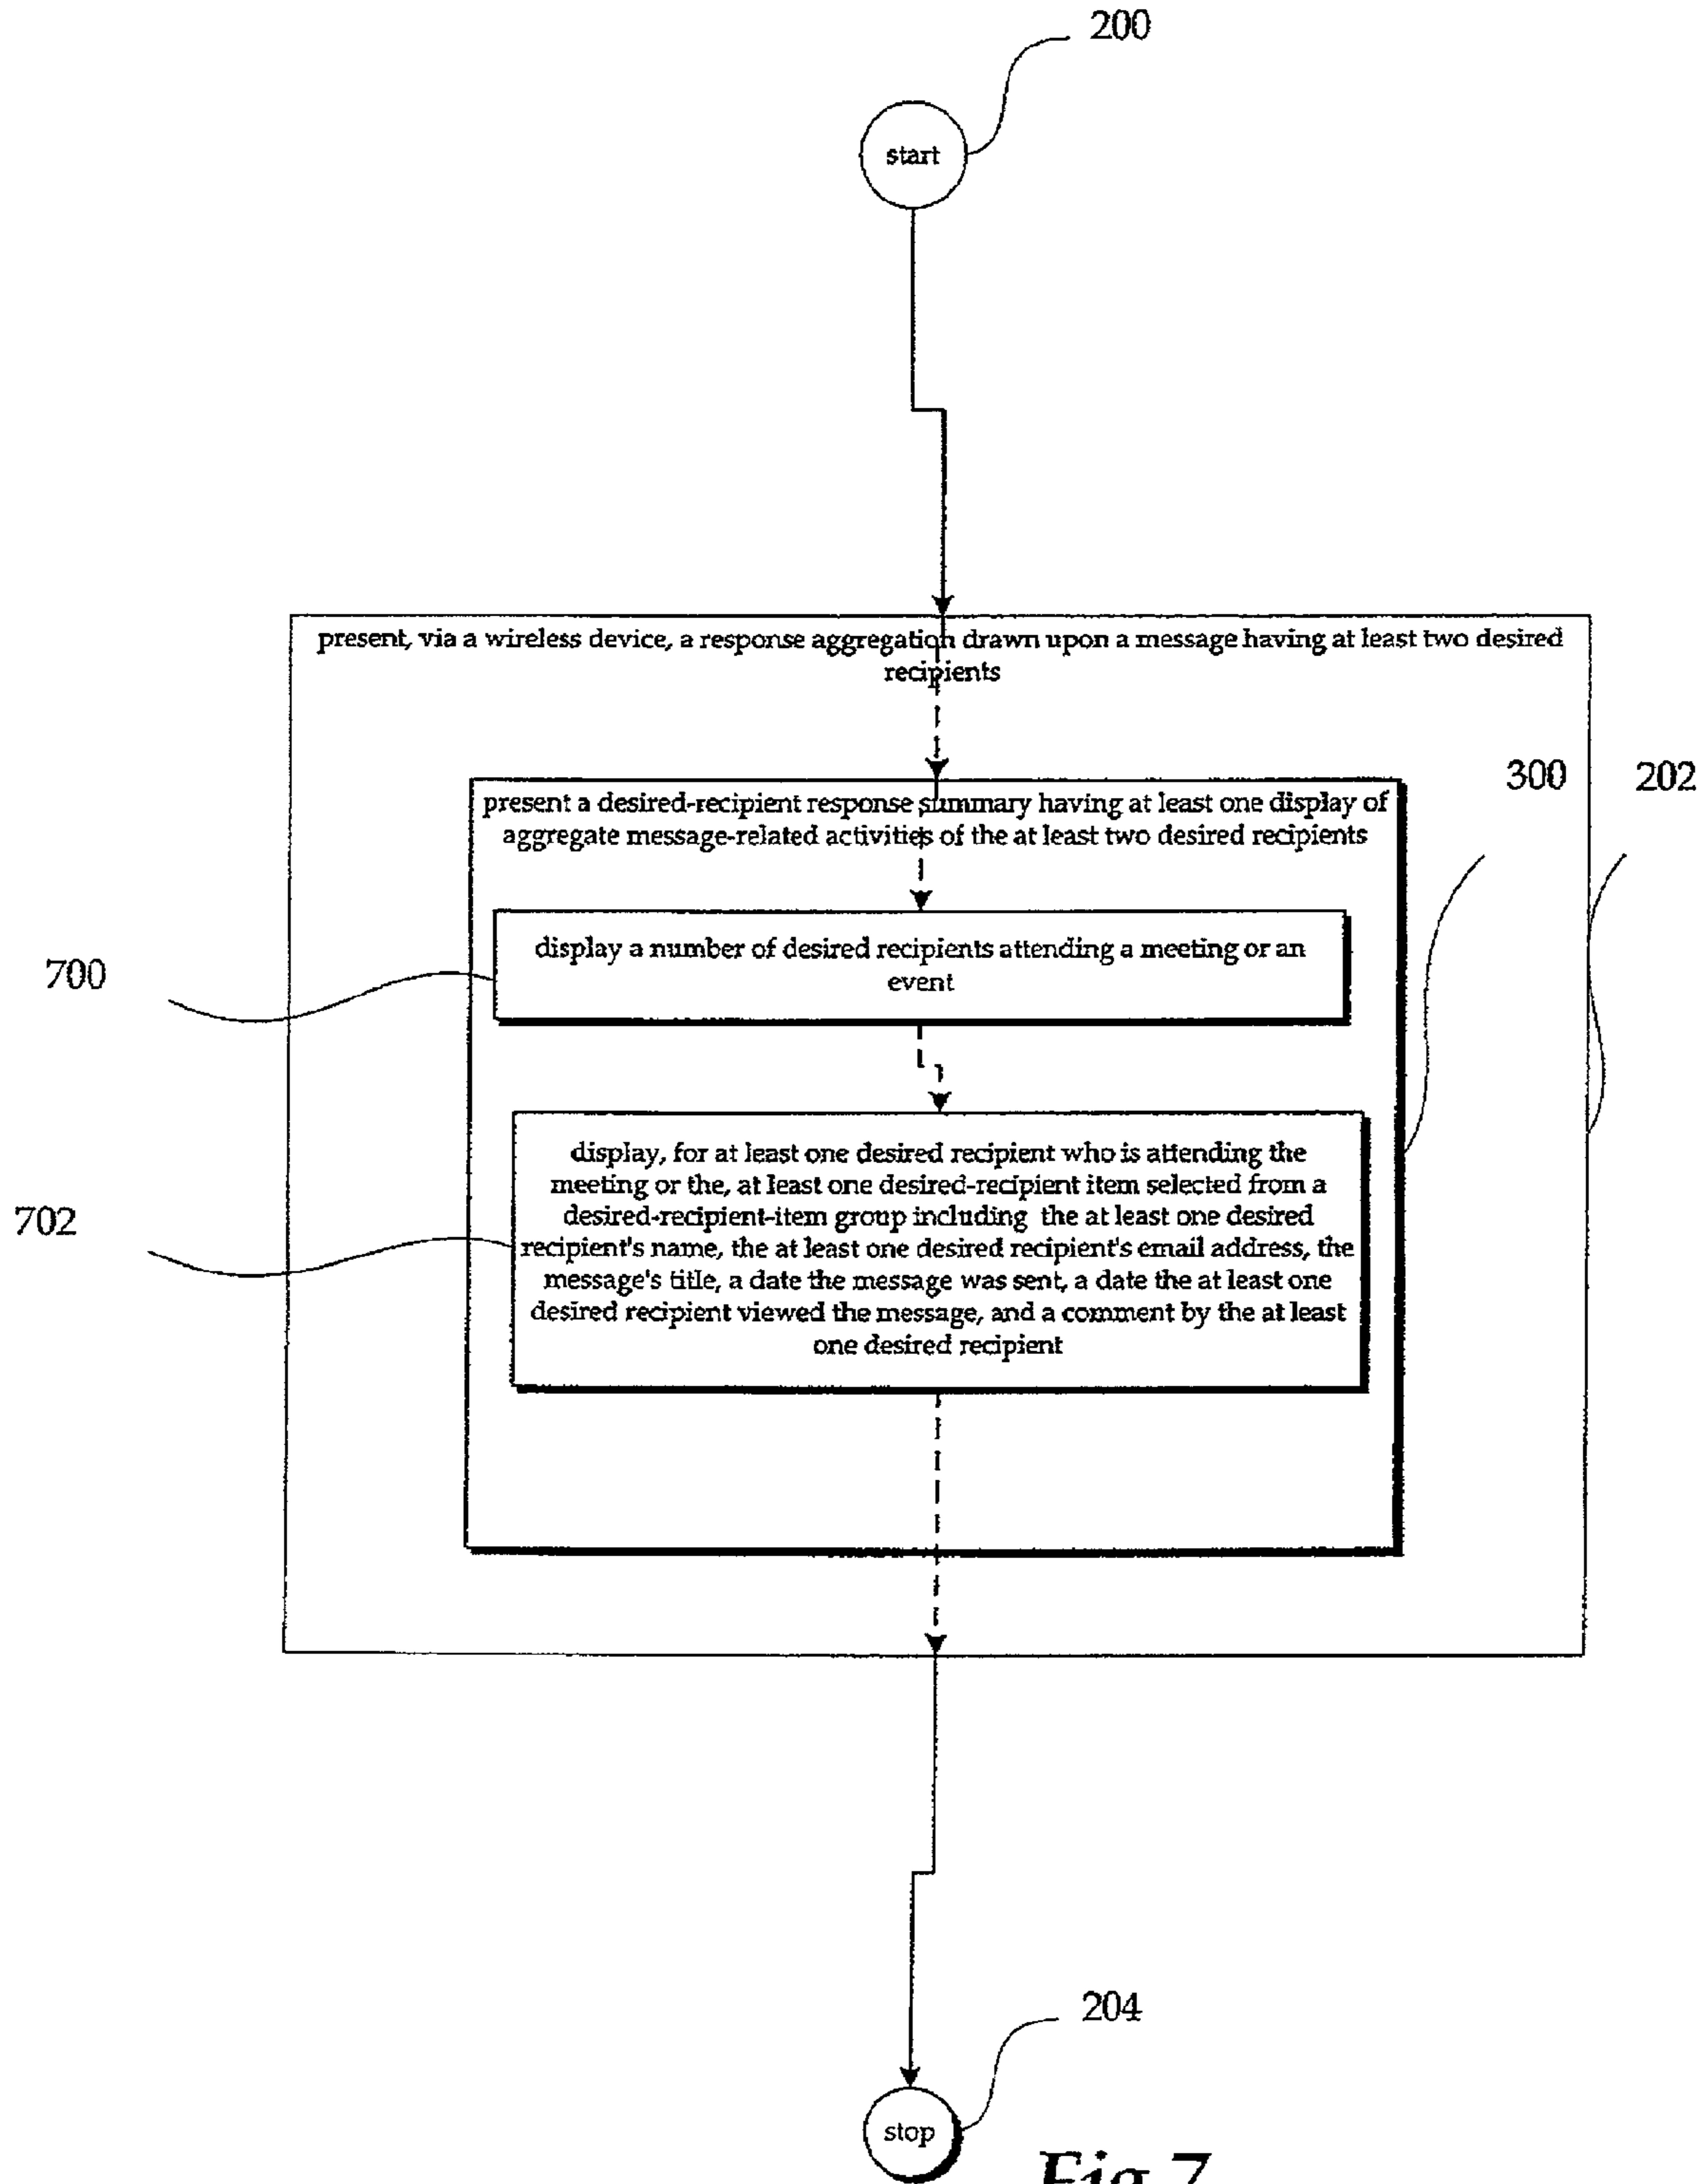 200
start
present, via a wireless device, a response aggregation drawn upon a message having at least two desired
recipients
300
202
present a desired-recipient response summary having at least one display of
aggregate message-related activities of the at least two desired recipients
700
display a number of desired recipients attending a meeting or an
event
702
display, for at least one desired recipient who is attending the
meeting or the, at least one desired-recipient item selected from a
desired-recipient-item group including the at least one desired
recipient's name, the at least one desired recipient's email address, the
message's title, a date the message was sent, a date the at least one
desired recipient viewed the message, and a comment by the at least
one desired recipient
204
stop
Fig 7